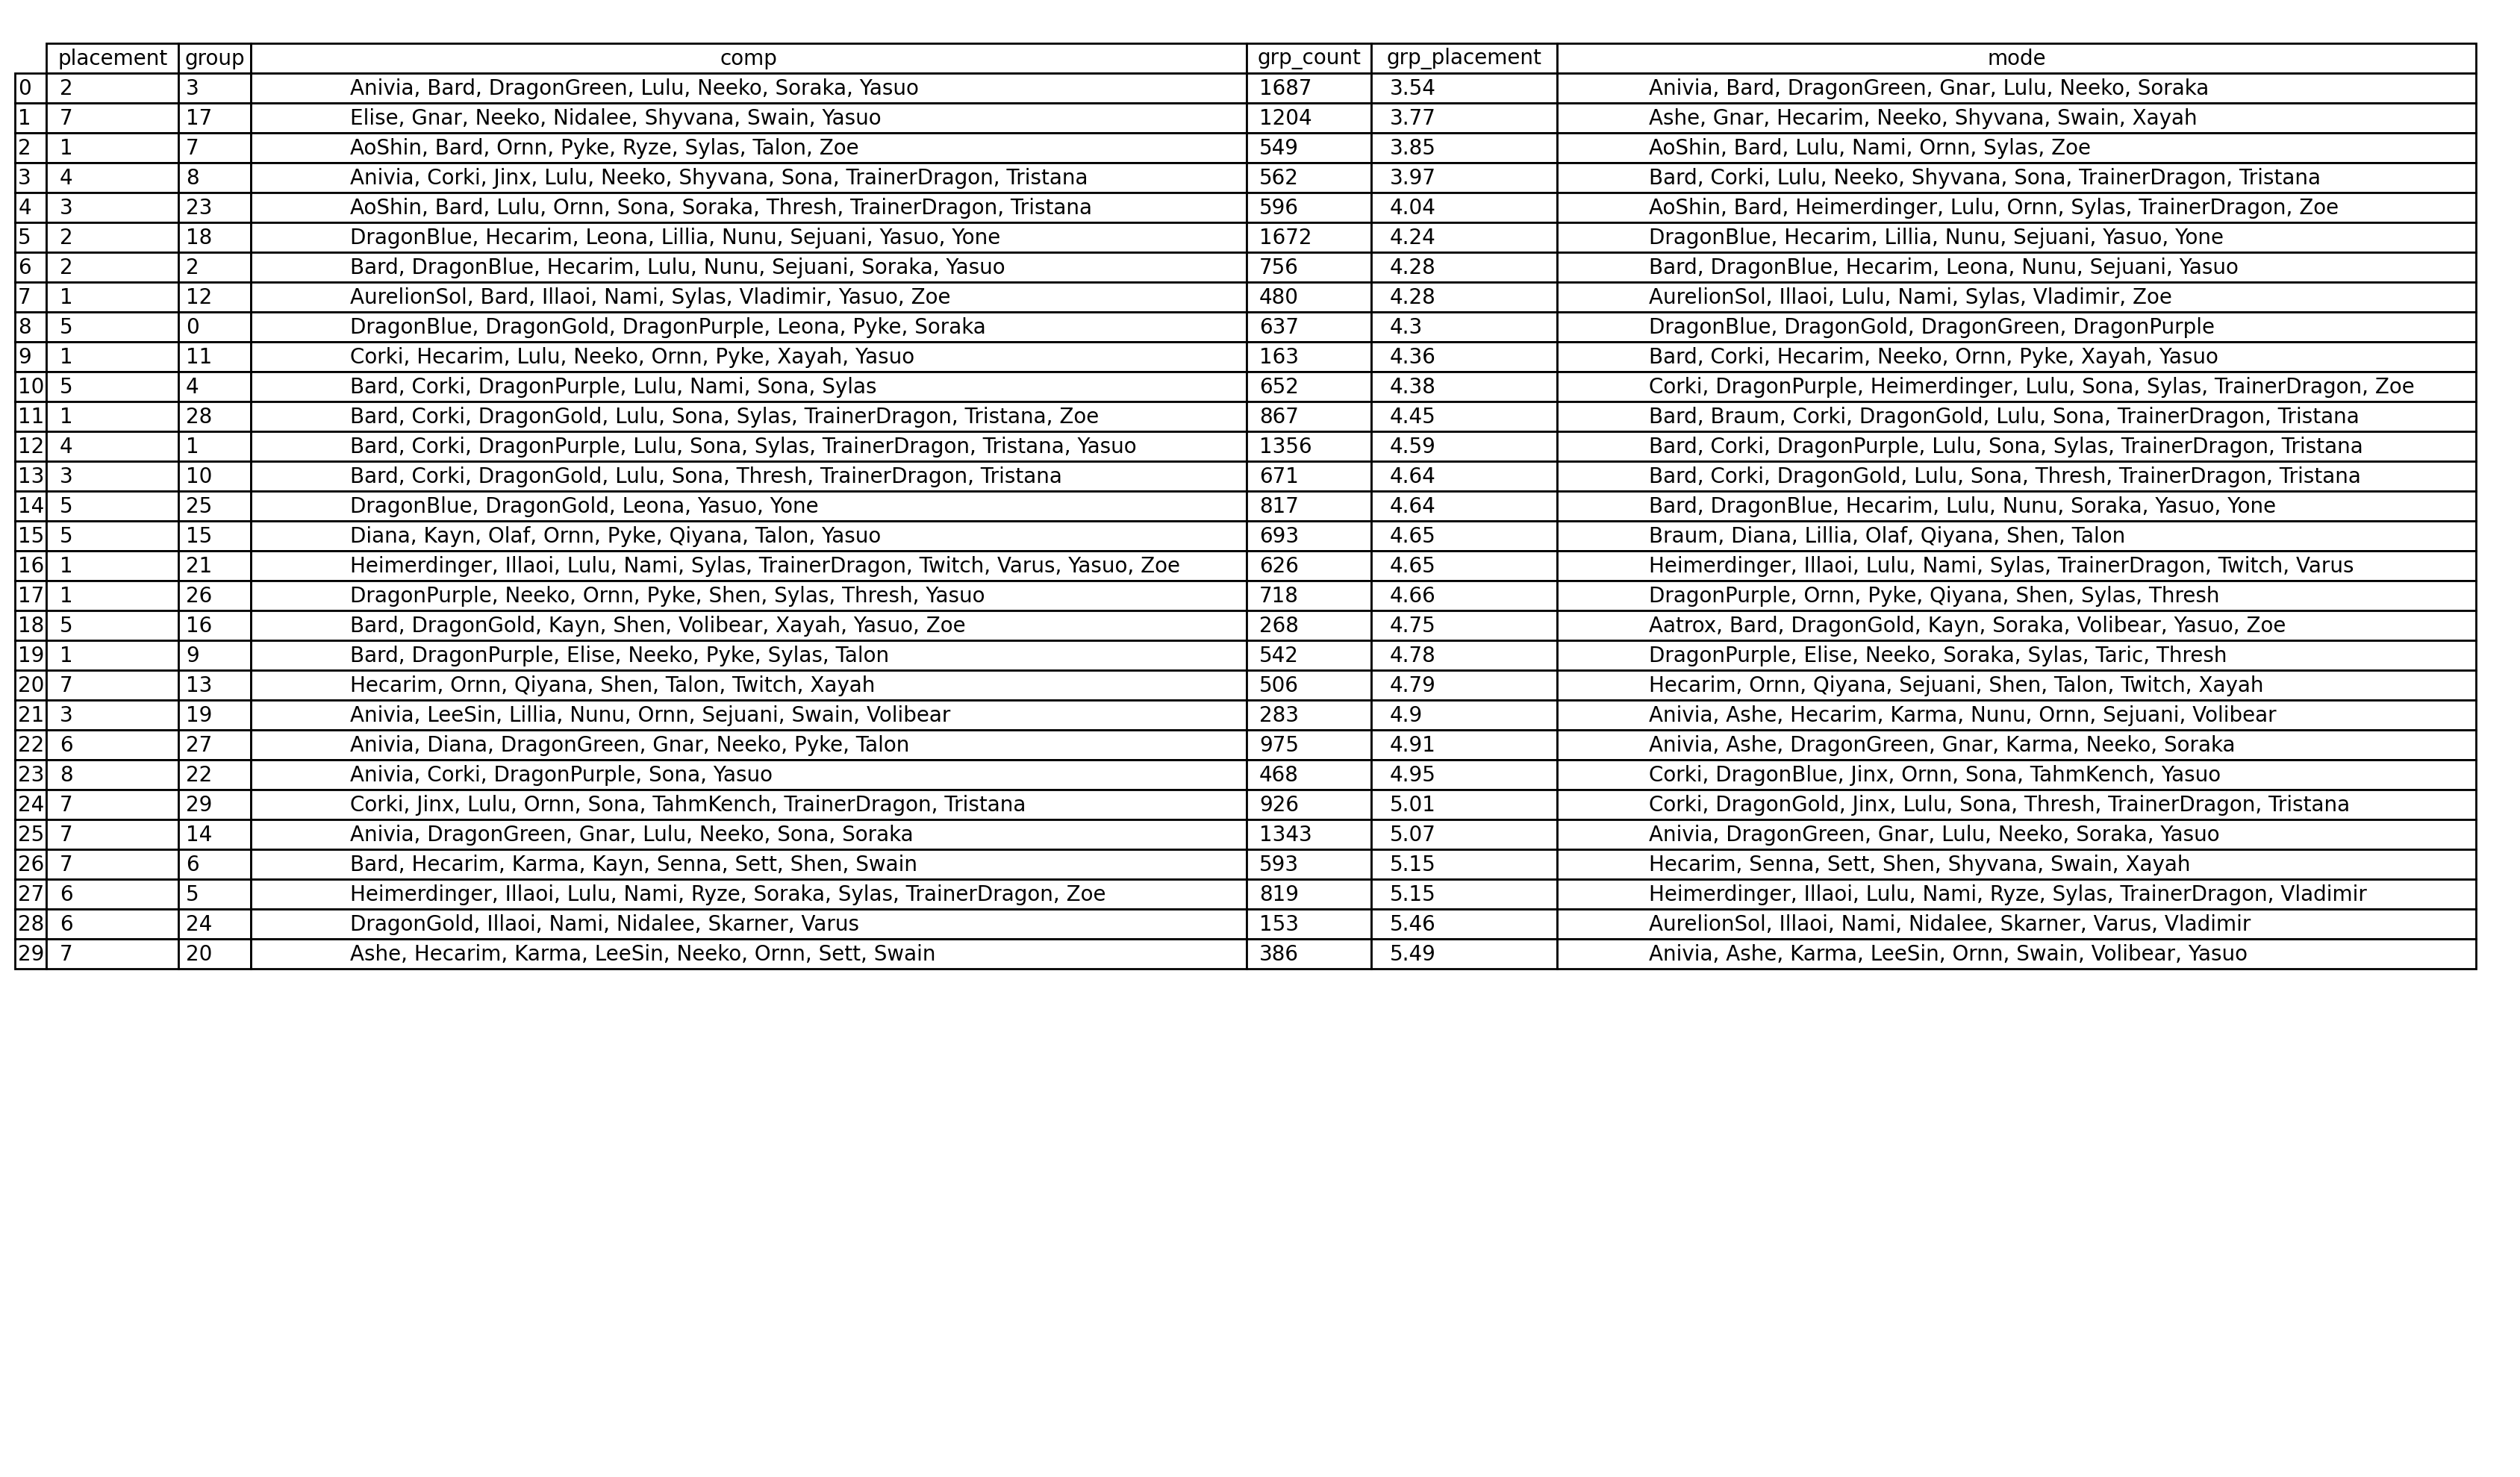 placement group comp grp_count grp_placement mode
0 2 3 Anivia, Bard, DragonGreen, Lulu, Neeko, Soraka, Yasuo 1687 3.54 Anivia, Bard, DragonGreen, Gnar, Lulu, Neeko, Soraka
1 7 17 Elise, Gnar, Neeko, Nidalee, Shyvana, Swain, Yasuo 1204 3.77 Ashe, Gnar, Hecarim, Neeko, Shyvana, Swain, Xayah
2 1 7 AoShin, Bard, Ornn, Pyke, Ryze, Sylas, Talon, Zoe 549 3.85 AoShin, Bard, Lulu, Nami, Ornn, Sylas, Zoe
3 4 8 Anivia, Corki, Jinx, Lulu, Neeko, Shyvana, Sona, TrainerDragon, Tristana 562 3.97 Bard, Corki, Lulu, Neeko, Shyvana, Sona, TrainerDragon, Tristana
4 3 23 AoShin, Bard, Lulu, Ornn, Sona, Soraka, Thresh, TrainerDragon, Tristana 596 4.04 AoShin, Bard, Heimerdinger, Lulu, Ornn, Sylas, TrainerDragon, Zoe
5 2 18 DragonBlue, Hecarim, Leona, Lillia, Nunu, Sejuani, Yasuo, Yone 1672 4.24 DragonBlue, Hecarim, Lillia, Nunu, Sejuani, Yasuo, Yone
6 2 2 Bard, DragonBlue, Hecarim, Lulu, Nunu, Sejuani, Soraka, Yasuo 756 4.28 Bard, DragonBlue, Hecarim, Leona, Nunu, Sejuani, Yasuo
7 1 12 AurelionSol, Bard, Illaoi, Nami, Sylas, Vladimir, Yasuo, Zoe 480 4.28 AurelionSol, Illaoi, Lulu, Nami, Sylas, Vladimir, Zoe
8 5 0 DragonBlue, DragonGold, DragonPurple, Leona, Pyke, Soraka 637 4.3 DragonBlue, DragonGold, DragonGreen, DragonPurple
9 1 11 Corki, Hecarim, Lulu, Neeko, Ornn, Pyke, Xayah, Yasuo 163 4.36 Bard, Corki, Hecarim, Neeko, Ornn, Pyke, Xayah, Yasuo
10 5 4 Bard, Corki, DragonPurple, Lulu, Nami, Sona, Sylas 652 4.38 Corki, DragonPurple, Heimerdinger, Lulu, Sona, Sylas, TrainerDragon, Zoe
11 1 28 Bard, Corki, DragonGold, Lulu, Sona, Sylas, TrainerDragon, Tristana, Zoe 867 4.45 Bard, Braum, Corki, DragonGold, Lulu, Sona, TrainerDragon, Tristana
12 4 1 Bard, Corki, DragonPurple, Lulu, Sona, Sylas, TrainerDragon, Tristana, Yasuo 1356 4.59 Bard, Corki, DragonPurple, Lulu, Sona, Sylas, TrainerDragon, Tristana
13 3 10 Bard, Corki, DragonGold, Lulu, Sona, Thresh, TrainerDragon, Tristana 671 4.64 Bard, Corki, DragonGold, Lulu, Sona, Thresh, TrainerDragon, Tristana
14 5 25 DragonBlue, DragonGold, Leona, Yasuo, Yone 817 4.64 Bard, DragonBlue, Hecarim, Lulu, Nunu, Soraka, Yasuo, Yone
15 5 15 Diana, Kayn, Olaf, Ornn, Pyke, Qiyana, Talon, Yasuo 693 4.65 Braum, Diana, Lillia, Olaf, Qiyana, Shen, Talon
16 1 21 Heimerdinger, Illaoi, Lulu, Nami, Sylas, TrainerDragon, Twitch, Varus, Yasuo, Zoe 626 4.65 Heimerdinger, Illaoi, Lulu, Nami, Sylas, TrainerDragon, Twitch, Varus
17 1 26 DragonPurple, Neeko, Ornn, Pyke, Shen, Sylas, Thresh, Yasuo 718 4.66 DragonPurple, Ornn, Pyke, Qiyana, Shen, Sylas, Thresh
18 5 16 Bard, DragonGold, Kayn, Shen, Volibear, Xayah, Yasuo, Zoe 268 4.75 Aatrox, Bard, DragonGold, Kayn, Soraka, Volibear, Yasuo, Zoe
19 1 9 Bard, DragonPurple, Elise, Neeko, Pyke, Sylas, Talon 542 4.78 DragonPurple, Elise, Neeko, Soraka, Sylas, Taric, Thresh
20 7 13 Hecarim, Ornn, Qiyana, Shen, Talon, Twitch, Xayah 506 4.79 Hecarim, Ornn, Qiyana, Sejuani, Shen, Talon, Twitch, Xayah
21 3 19 Anivia, LeeSin, Lillia, Nunu, Ornn, Sejuani, Swain, Volibear 283 4.9 Anivia, Ashe, Hecarim, Karma, Nunu, Ornn, Sejuani, Volibear
22 6 27 Anivia, Diana, DragonGreen, Gnar, Neeko, Pyke, Talon 975 4.91 Anivia, Ashe, DragonGreen, Gnar, Karma, Neeko, Soraka
23 8 22 Anivia, Corki, DragonPurple, Sona, Yasuo 468 4.95 Corki, DragonBlue, Jinx, Ornn, Sona, TahmKench, Yasuo
24 7 29 Corki, Jinx, Lulu, Ornn, Sona, TahmKench, TrainerDragon, Tristana 926 5.01 Corki, DragonGold, Jinx, Lulu, Sona, Thresh, TrainerDragon, Tristana
25 7 14 Anivia, DragonGreen, Gnar, Lulu, Neeko, Sona, Soraka 1343 5.07 Anivia, DragonGreen, Gnar, Lulu, Neeko, Soraka, Yasuo
26 7 6 Bard, Hecarim, Karma, Kayn, Senna, Sett, Shen, Swain 593 5.15 Hecarim, Senna, Sett, Shen, Shyvana, Swain, Xayah
27 6 5 Heimerdinger, Illaoi, Lulu, Nami, Ryze, Soraka, Sylas, TrainerDragon, Zoe 819 5.15 Heimerdinger, Illaoi, Lulu, Nami, Ryze, Sylas, TrainerDragon, Vladimir
28 6 24 DragonGold, Illaoi, Nami, Nidalee, Skarner, Varus 153 5.46 AurelionSol, Illaoi, Nami, Nidalee, Skarner, Varus, Vladimir
29 7 20 Ashe, Hecarim, Karma, LeeSin, Neeko, Ornn, Sett, Swain 386 5.49 Anivia, Ashe, Karma, LeeSin, Ornn, Swain, Volibear, Yasuo